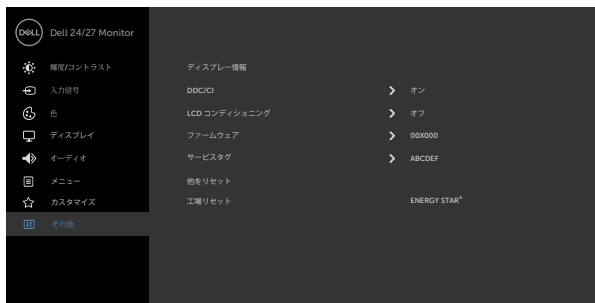 DELL Dell 24/27 Monitor
輝度/コントラスト
ディスプレー情報
入力信号
DDC/CI オン
色
LCD コンディショニング オフ
ディスプレイ
ファームウェア 00X000
オーディオ
サービスタグ ABCDEF
メニュー
他をリセット
カスタマイズ
工場リセット ENERGY STAR®
その他